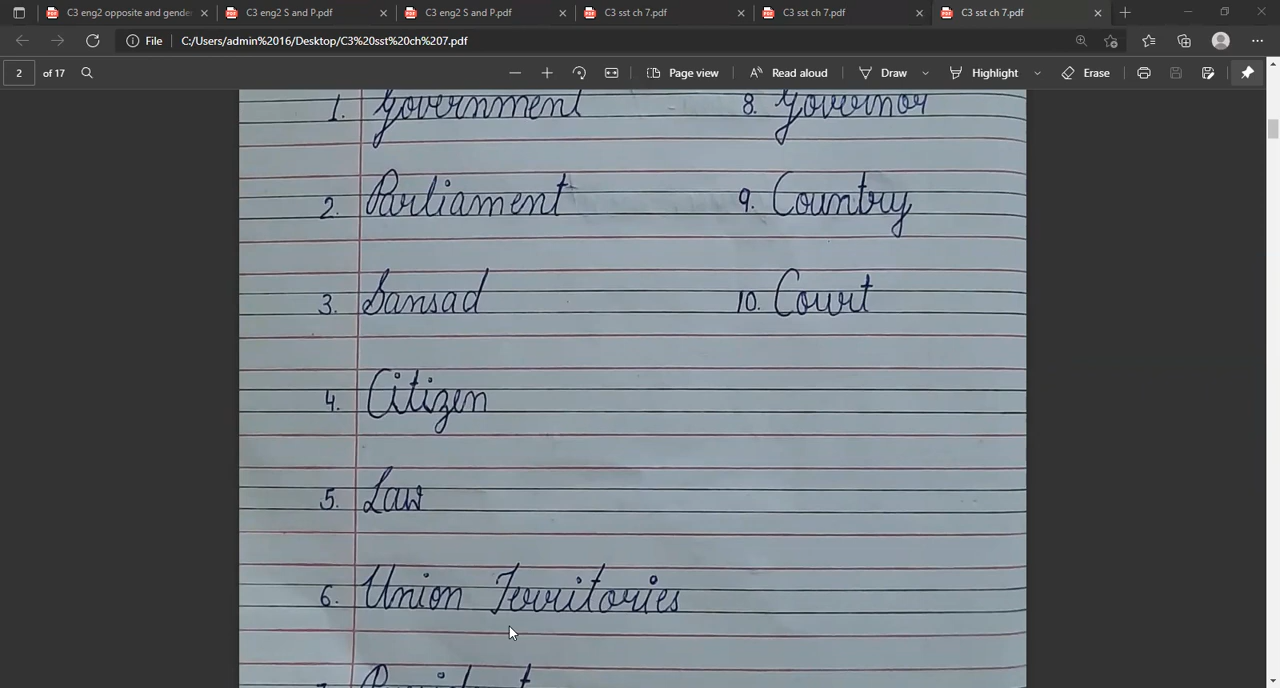 C3 eng2 opposite and gende
C3 eng2 S and P.pdf
C3 eng2 S and P.pdf
C3 sst ch 7.pdf
C3 sst ch 7.pdf
C3 sst ch 7.pdf
File
C:/Users/admin%2016/Desktop/C3%20sst%20ch%207.pdf
2 of 17
Page view
Read aloud
Draw
Highlight
Erase
1. Government
2. Parliament
3. Sansad
4. Citizen
5. Law
6. Union Territories
7. President
8. Governor
9. Country
10. Court